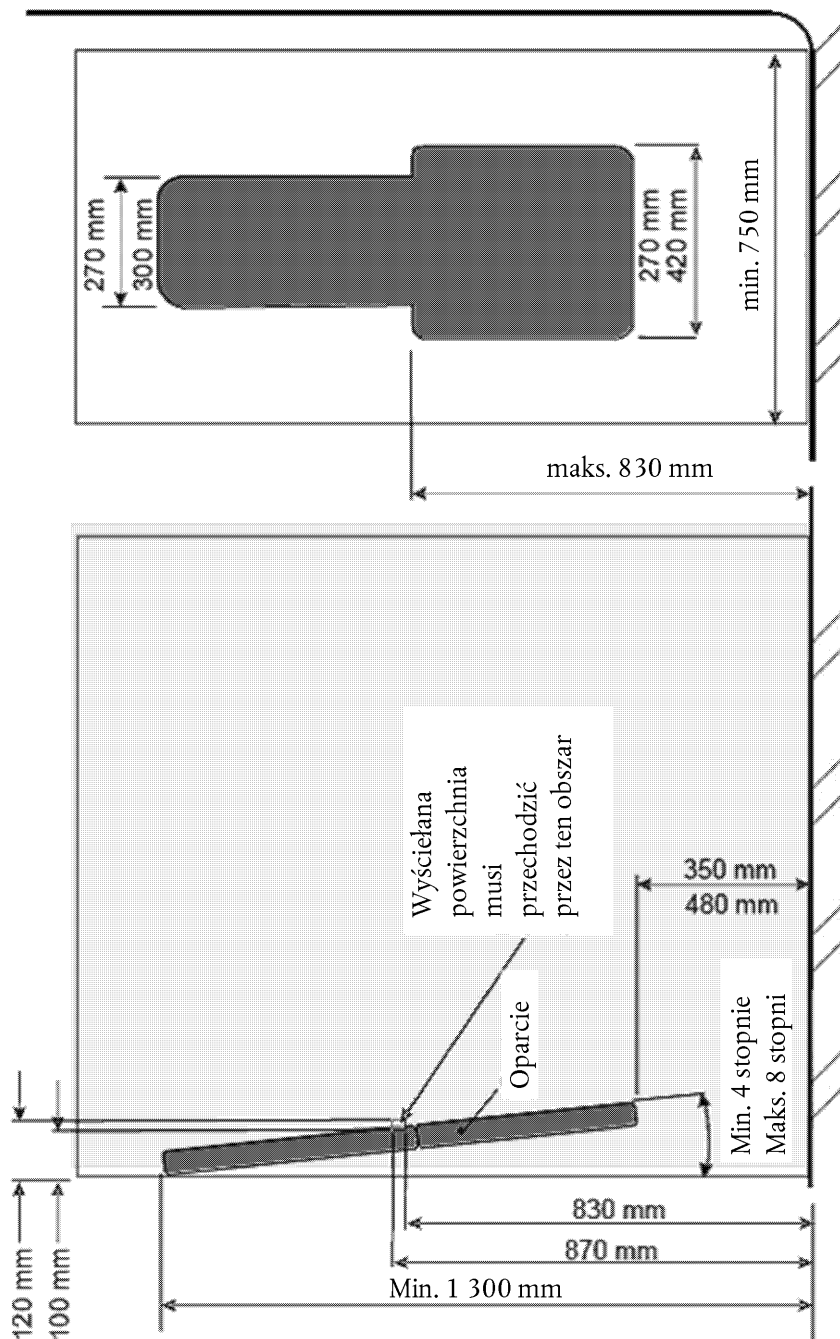 270 mm
300 mm
270 mm
420 mm
min. 750 mm
maks. 830 mm
Wyściełana
powierzchnia
musi
przechodzić
przez ten obszar
350 mm
480 mm
Oparcie
Min. 4 stopnie
Maks. 8 stopni
830 mm
870 mm
Min. 1 300 mm
120 mm
100 mm